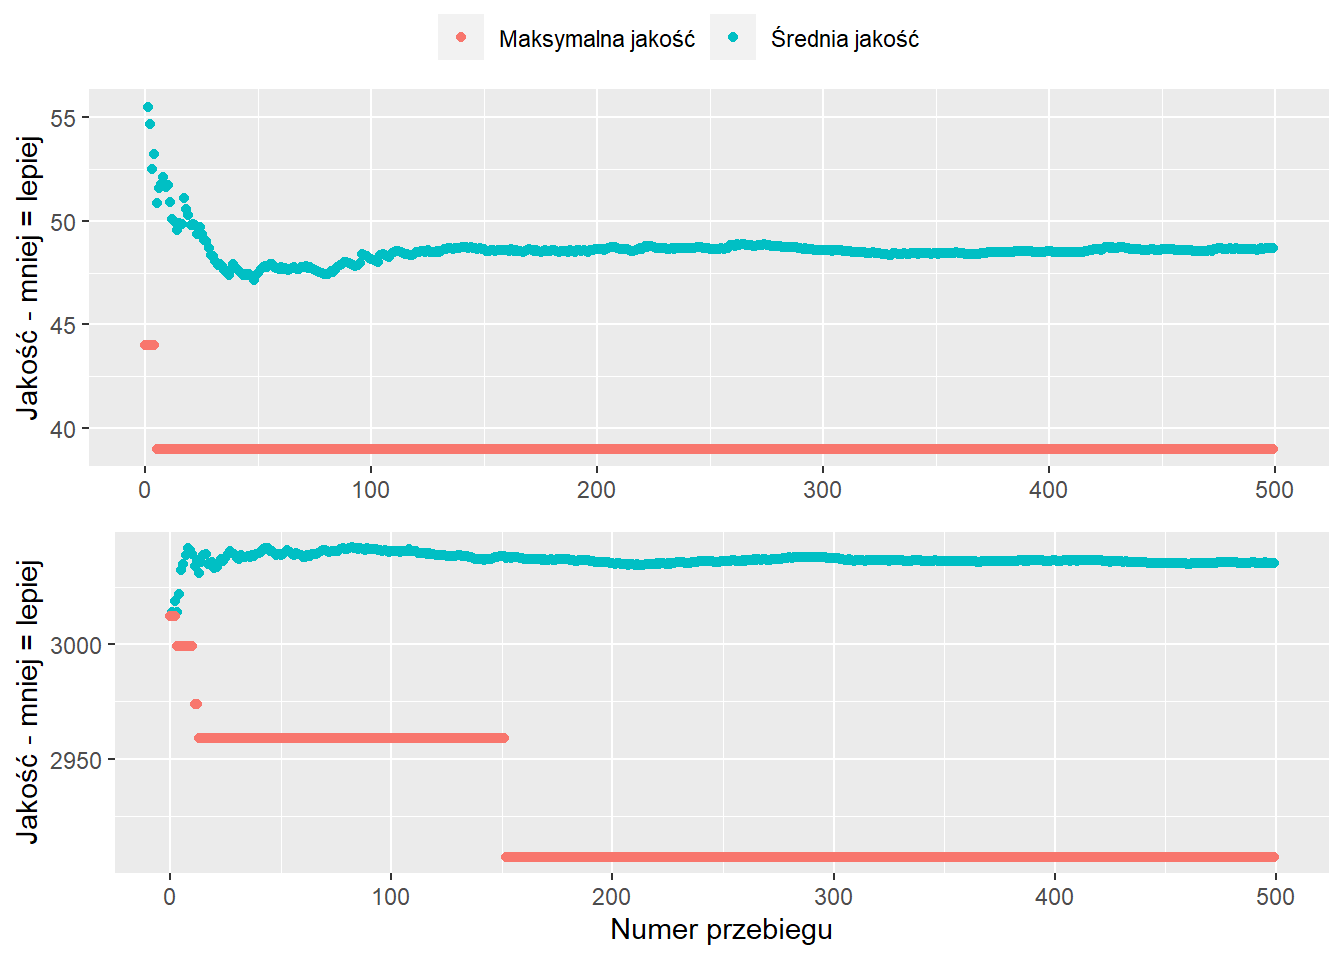 Maksymalna jakość Średnia jakość
Jakość - mniej = lepiej
55
50
45
40
0 100 200 300 400 500
Jakość - mniej = lepiej
3000
2950
0 100 200 300 400 500
Numer przebiegu